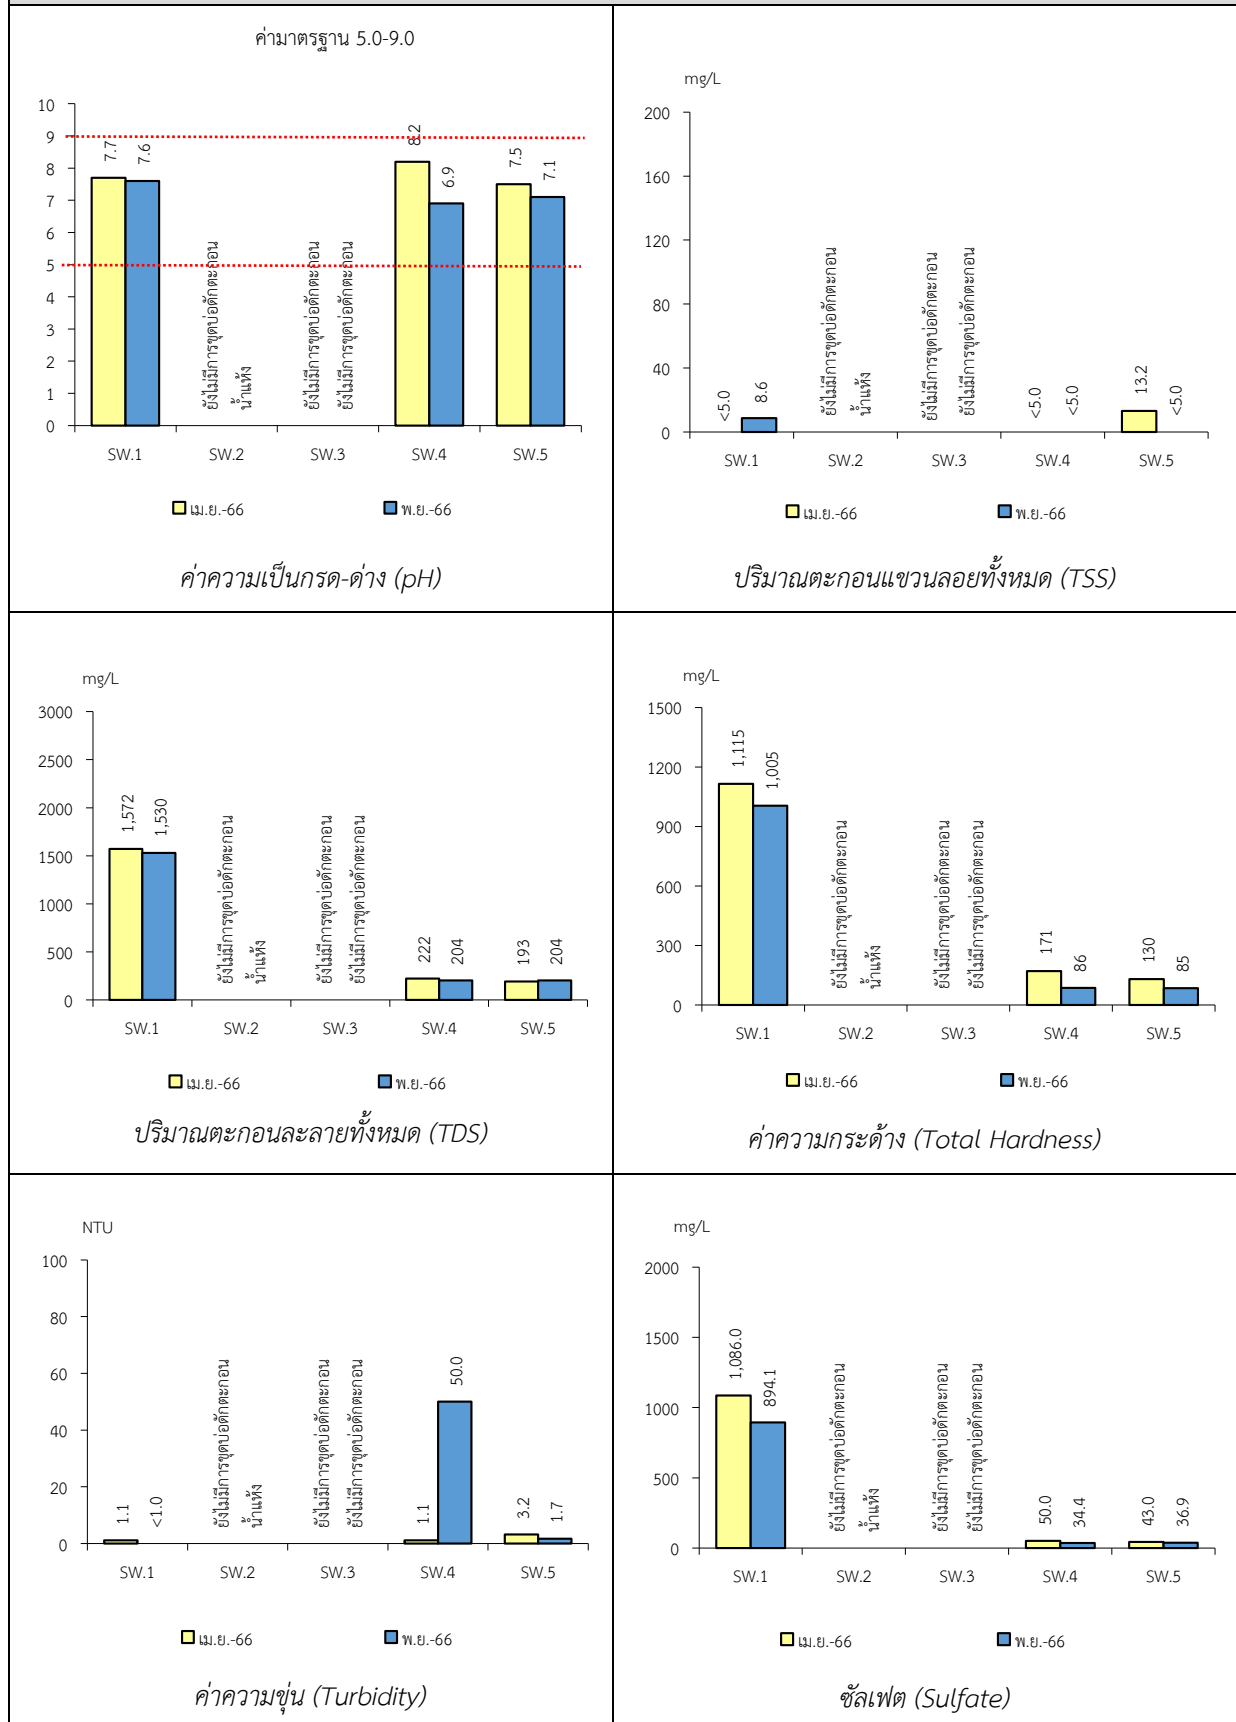 ค่ามาตรฐาน 5.0-9.0
10
9
8
7
6
5
4
3
2
1
0
7.7
7.6
ยังไม่มีการขุดบ่อดักตะกอน
น้ำแห้ง
ยังไม่มีการขุดบ่อดักตะกอน
ยังไม่มีการขุดบ่อดักตะกอน
8.2
6.9
7.5
7.1
SW.1 SW.2 SW.3 SW.4 SW.5
เม.ย.-66 พ.ย.-66
ค่าความเป็นกรด-ด่าง (pH)
mg/L
200
160
120
80
40
0
<5.0
8.6
ยังไม่มีการขุดบ่อดักตะกอน
น้ำแห้ง
ยังไม่มีการขุดบ่อดักตะกอน
ยังไม่มีการขุดบ่อดักตะกอน
<5.0
<5.0
13.2
<5.0
SW.1 SW.2 SW.3 SW.4 SW.5
เม.ย.-66 พ.ย.-66
ปริมาณตะกอนแขวนลอยทั้งหมด (TSS)
mg/L
3000
2500
2000
1500
1000
500
0
1,572
1,530
ยังไม่มีการขุดบ่อดักตะกอน
น้ำแห้ง
ยังไม่มีการขุดบ่อดักตะกอน
ยังไม่มีการขุดบ่อดักตะกอน
222
204
193
204
SW.1 SW.2 SW.3 SW.4 SW.5
เม.ย.-66 พ.ย.-66
ปริมาณตะกอนละลายทั้งหมด (TDS)
mg/L
1500
1200
900
600
300
0
1,115
1,005
ยังไม่มีการขุดบ่อดักตะกอน
น้ำแห้ง
ยังไม่มีการขุดบ่อดักตะกอน
ยังไม่มีการขุดบ่อดักตะกอน
171
86
130
85
SW.1 SW.2 SW.3 SW.4 SW.5
เม.ย.-66 พ.ย.-66
ค่าความกระด้าง (Total Hardness)
NTU
100
80
60
40
20
0
1.1
<1.0
ยังไม่มีการขุดบ่อดักตะกอน
น้ำแห้ง
ยังไม่มีการขุดบ่อดักตะกอน
ยังไม่มีการขุดบ่อดักตะกอน
1.1
50.0
3.2
1.7
SW.1 SW.2 SW.3 SW.4 SW.5
เม.ย.-66 พ.ย.-66
ค่าความขุ่น (Turbidity)
mg/L
2000
1500
1000
500
0
1,086.0
894.1
ยังไม่มีการขุดบ่อดักตะกอน
น้ำแห้ง
ยังไม่มีการขุดบ่อดักตะกอน
ยังไม่มีการขุดบ่อดักตะกอน
50.0
34.4
43.0
36.9
SW.1 SW.2 SW.3 SW.4 SW.5
เม.ย.-66 พ.ย.-66
ซัลเฟต (Sulfate)